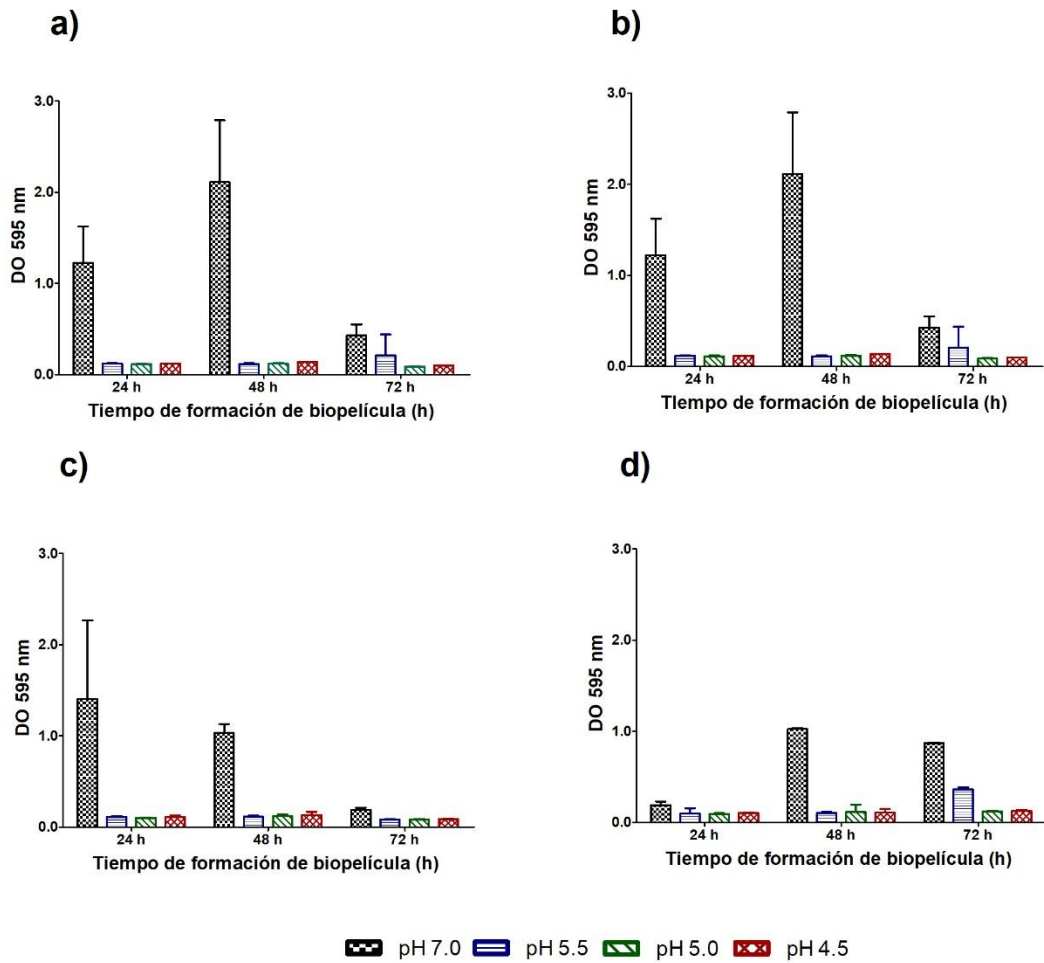 a)
3.0
2.0
1.0
0.0
DO 595 nm
24 h 48 h 72 h
Tiempo de formación de biopelícula (h)
b)
3.0
2.0
1.0
0.0
DO 595 nm
24 h 48 h 72 h
TIempo de formación de biopelícula (h)
c)
3.0
2.0
1.0
0.0
DO 595 nm
24 h 48 h 72 h
Tiempo de formación de biopelícula (h)
d)
3.0
2.0
1.0
0.0
DO 595 nm
24 h 48 h 72 h
Tiempo de formación de biopelícula (h)
pH 7.0 pH 5.5 pH 5.0 pH 4.5